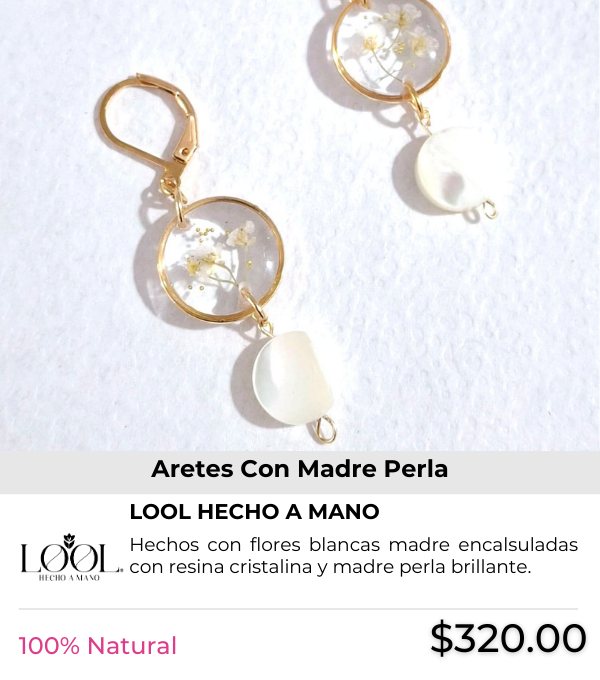 Aretes Con Madre Perla
LOOL HECHO A MANO
Hechos con flores blancas madre encalsuladas
con resina cristalina y madre perla brillante.
LOOL
HECHO A MANO
100% Natural
$320.00